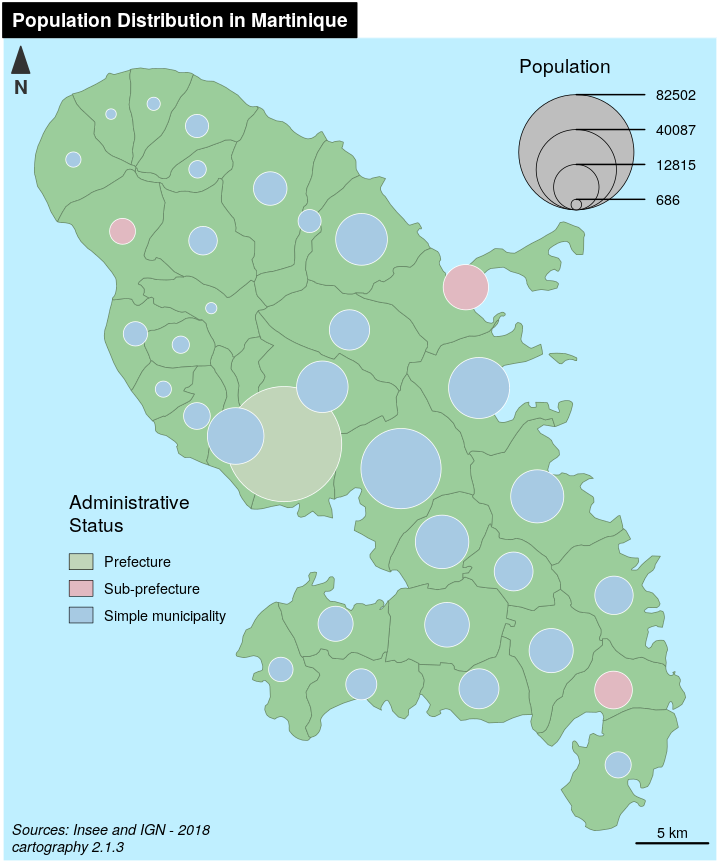 Population Distribution in Martinique
N
Population
82502
40087
12815
686
Administrative
Status
Prefecture
Sub-prefecture
Simple municipality
Sources: Insee and IGN - 2018
cartography 2.1.3
5 km